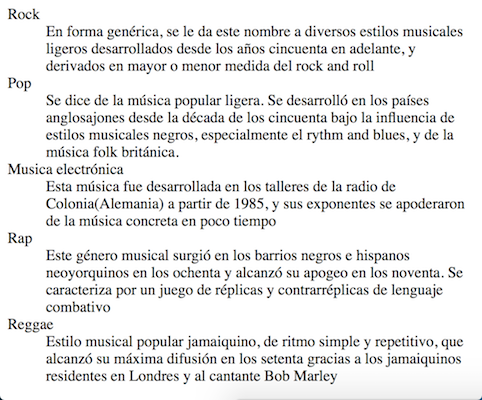 Rock
En forma genérica, se le da este nombre a diversos estilos musicales
ligeros desarrollados desde los años cincuenta en adelante, y
derivados en mayor o menor medida del rock and roll
Pop
Se dice de la música popular ligera. Se desarrolló en los países
anglosajones desde la década de los cincuenta bajo la influencia de
estilos musicales negros, especialmente el rythm and blues, y de la
música folk británica.
Musica electrónica
Esta música fue desarrollada en los talleres de la radio de
Colonia(Alemania) a partir de 1985, y sus exponentes se apoderaron
de la música concreta en poco tiempo
Rap
Este género musical surgió en los barrios negros e hispanos
neoyorquinos en los ochenta y alcanzó su apogeo en los noventa. Se
caracteriza por un juego de réplicas y contrarréplicas de lenguaje
combativo
Reggae
Estilo musical popular jamaiquino, de ritmo simple y repetitivo, que
alcanzó su máxima difusión en los setenta gracias a los jamaiquinos
residentes en Londres y al cantante Bob Marley